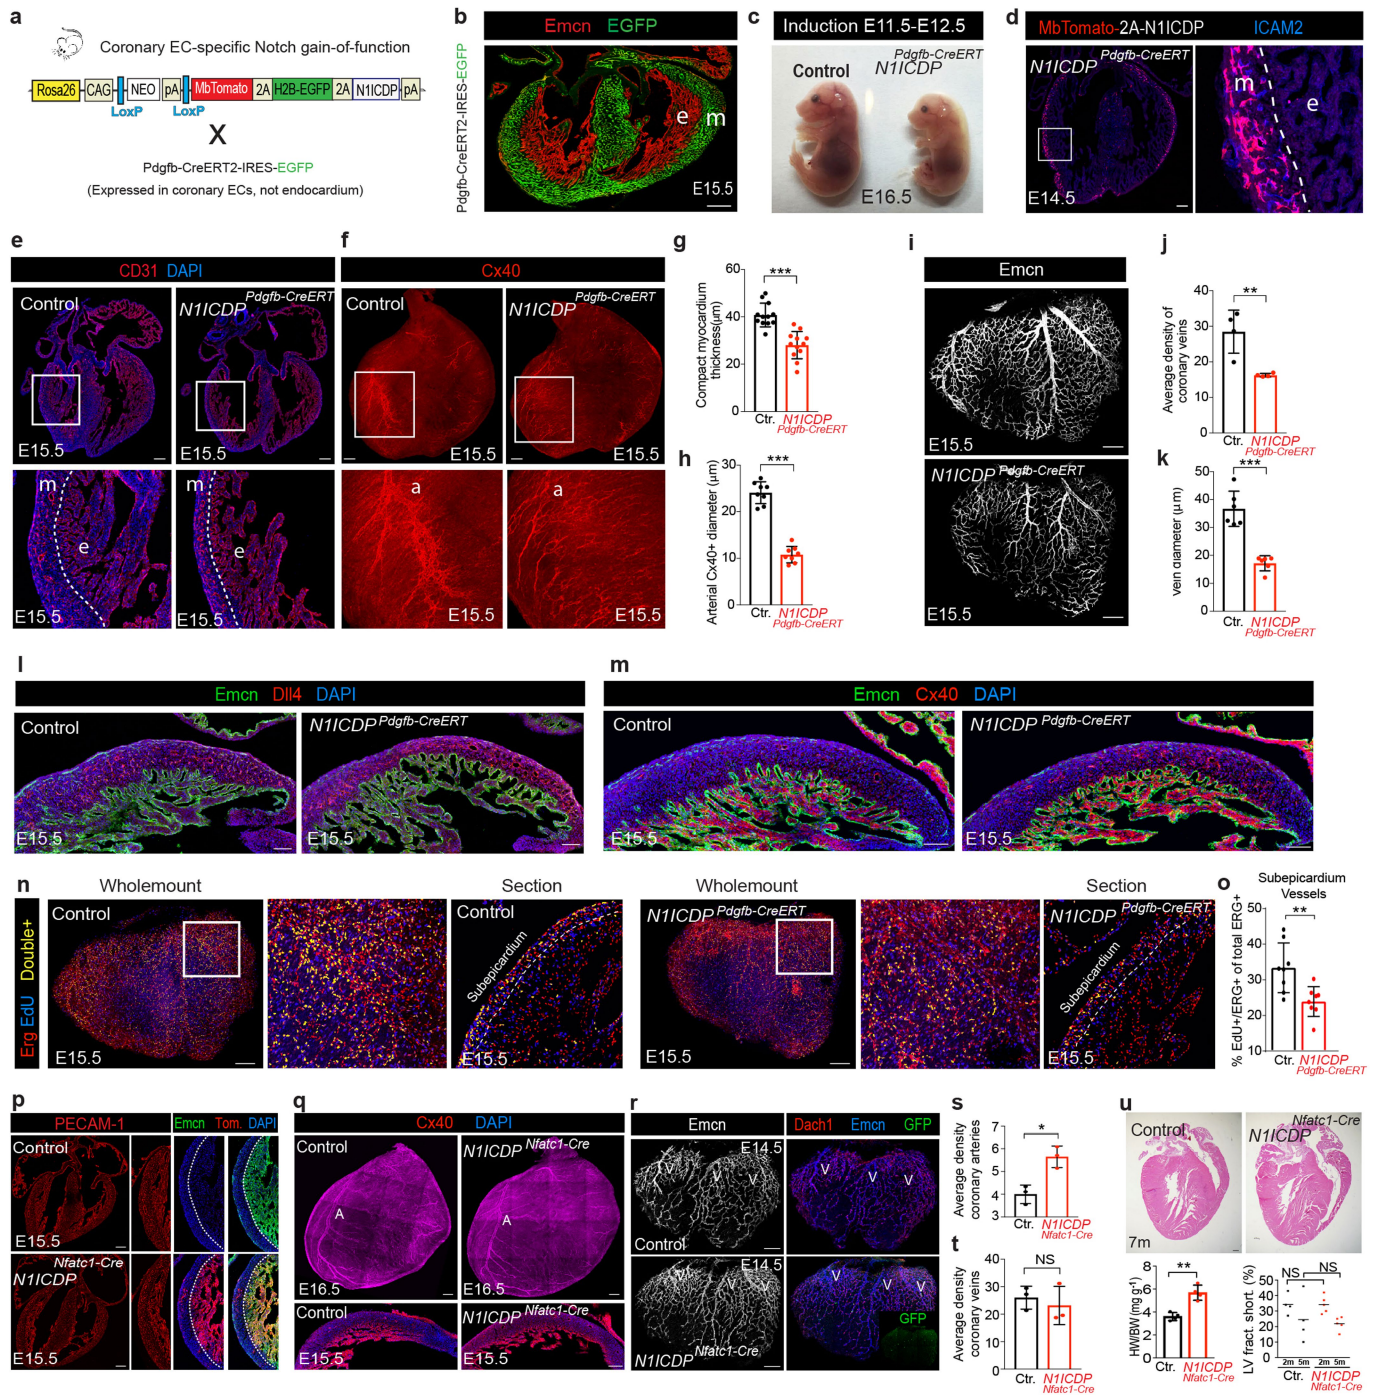 a
Coronary EC-specific Notch gain-of-function
Rosa26 CAG NEO pA MbTomato 2A H2B-EGFP 2A N1ICDP pA
LoxP LoxP
X
Pdgfb-CreERT2-IRES-EGFP
(Expressed in coronary ECs, not endocardium)
b
Emcn EGFP
Pdgfb-CreERT2-IRES-EGFP
e m
E15.5
c
Induction E11.5-E12.5
Control
N1ICDP Pdgfb-CreERT
E16.5
d
MbTomato-2A-N1ICDP ICAM2
N1ICDP Pdgfb-CreERT
m e
E14.5
e
CD31 DAPI
Control
N1ICDP Pdgfb-CreERT
E15.5
E15.5
m e
m e
E15.5
E15.5
f
Cx40
Control
N1ICDP Pdgfb-CreERT
E15.5
E15.5
a
a
E15.5
E15.5
g
Compact myocardium
thickness(µm)
60
40
20
0
***
Ctr. N1ICDP
Pdgfb-CreERT
h
Arterial Cx40+ diameter (µm)
30
20
10
0
***
Ctr. N1ICDP
Pdgfb-CreERT
i
Emcn
E15.5
N1ICDP Pdgfb-CreERT
E15.5
j
Average density of
coronary veins
40
30
20
10
0
**
Ctr. N1ICDP
Pdgfb-CreERT
k
Vein diameter (µm)
50
40
30
20
10
0
***
Ctr. N1ICDP
Pdgfb-CreERT
l
Emcn Dll4 DAPI
Control
N1ICDP Pdgfb-CreERT
E15.5
E15.5
m
Emcn Cx40 DAPI
Control
N1ICDP Pdgfb-CreERT
E15.5
E15.5
n
Wholemount Section Wholemount Section
Erg EdU Double+
Control
Control
N1ICDP Pdgfb-CreERT
N1ICDP Pdgfb-CreERT
Subepicardium
Subepicardium
E15.5
E15.5
E15.5
E15.5
o
Subepicardium
Vessels
% EdU+/ERG+ of total ERG+
50
40
30
20
10
**
Ctr. N1ICDP
Pdgfb-CreERT
p
PECAM-1
Emcn Tom. DAPI
Control
E15.5
N1ICDP Nfatc1-Cre
E15.5
q
Cx40 DAPI
Control
N1ICDP Nfatc1-Cre
A
A
E16.5
E16.5
Control
N1ICDP Nfatc1-Cre
E15.5
E15.5
r
Emcn
Dach1 Emcn GFP
E14.5
V V V
V V V
Control
E14.5
V V V
V V V
GFP
N1ICDP Nfatc1-Cre
s
Average density
coronary arteries
7
6
5
4
3
*
Ctr. N1ICDP
Nfatc1-Cre
t
Average density
coronary veins
40
30
20
10
0
NS
Ctr. N1ICDP
Nfatc1-Cre
u
Control
N1ICDP Nfatc1-Cre
7m
HW/BW (mg g-1)
8
6
4
2
0
**
Ctr. N1ICDP
Nfatc1-Cre
LV fract. short. (%)
50
40
30
20
10
0
NS NS
2m 5m 2m 5m
Ctr. N1ICDP
Nfatc1-Cre